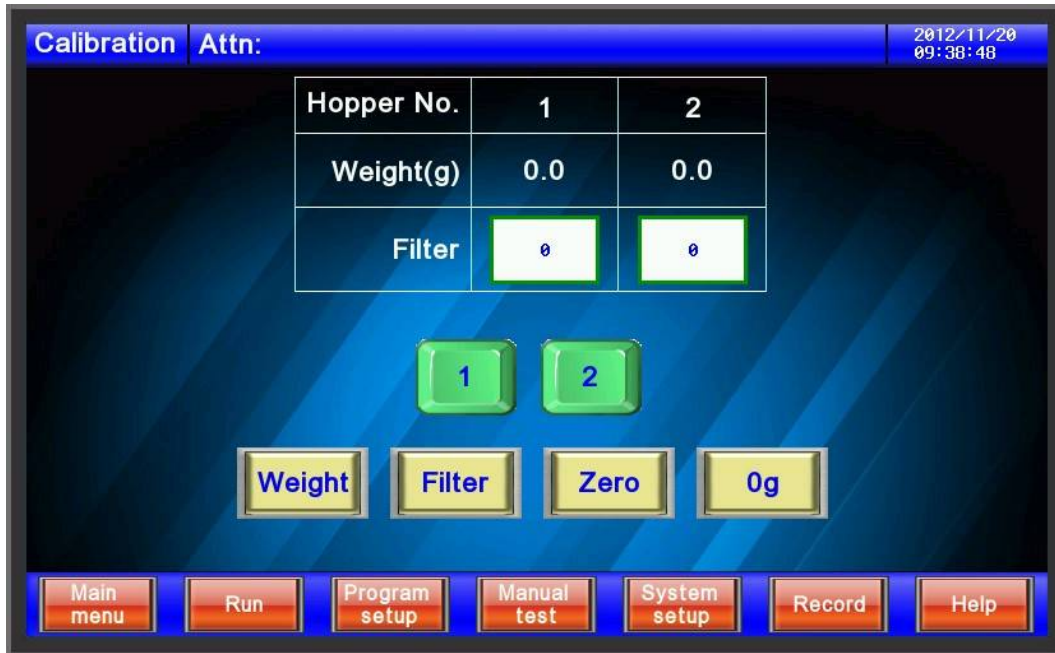 Calibration Attn: 2012/11/20
09:38:48
Hopper No. 1 2
Weight(g) 0.0 0.0
Filter 0 0
1 2
Weight Filter Zero 0g
Main menu Run Program setup Manual test System setup Record Help